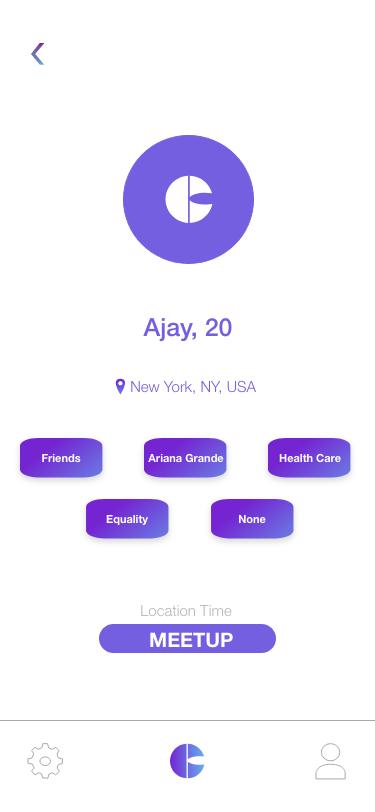 Ajay, 20
New York, NY, USA
Friends
Ariana Grande
Health Care
Equality
None
Location Time
MEETUP